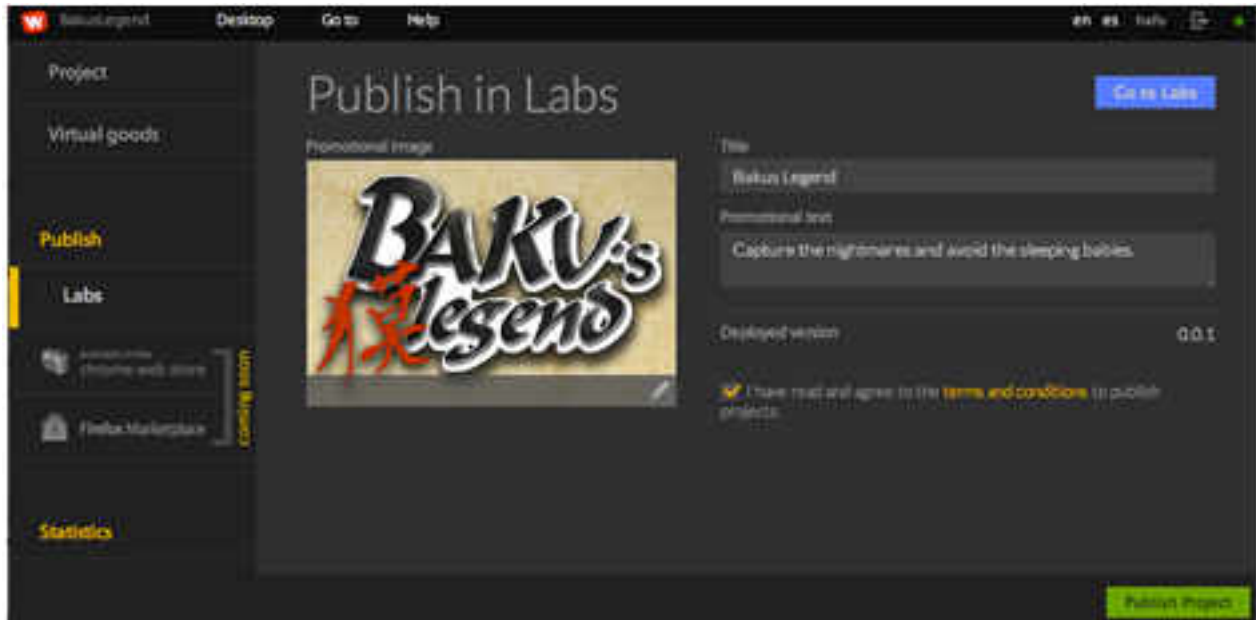 BakusLegend
Desktop
Go to
Help
en es
Project
Virtual goods
Publish
Labs
chrome web store
Firefox Marketplace
coming soon
Statistics
Publish in Labs
Go to Labs
Promotional image
BAKU's
legend
Title
Bakus Legend
Promotional text
Capture the nightmares and avoid the sleeping babies.
Deployed version
0.0.1
I have read and agree to the terms and conditions to publish
projects
Publish Project